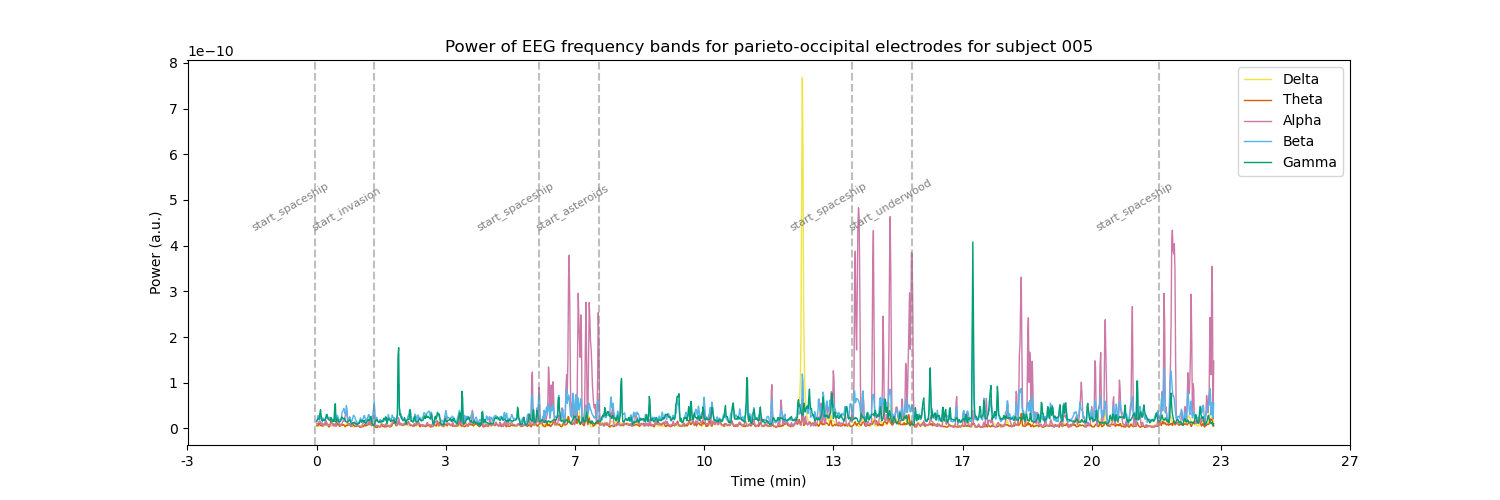 Power of EEG frequency bands for parieto-occipital electrodes for subject 005
1e−10
8
7
6
5
4
3
2
1
0
Power (a.u.)
start_spaceship
start_invasion
start_spaceship
start_asteroids
start_spaceship
start_underwood
start_spaceship
Delta
Theta
Alpha
Beta
Gamma
-3 0 3 7 10 13 17 20 23 27
Time (min)